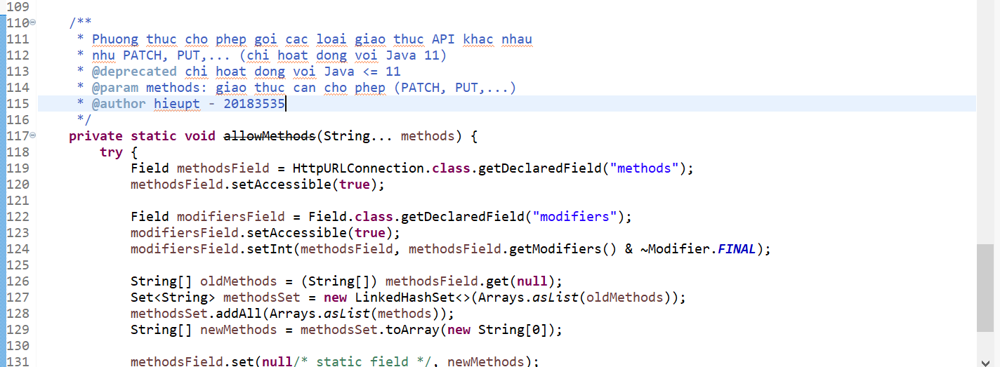 109
110 /**
111 * Phuong thuc cho phep goi cac loai giao thuc API khac nhau
112 * nhu PATCH, PUT,... (chi hoat dong voi Java 11)
113 * @deprecated chi hoat dong voi Java <= 11
114 * @param methods: giao thuc can cho phep (PATCH, PUT,...)
115 * @author hieupt - 20183535
116 */
117 private static void allowMethods(String... methods) {
118 try {
119 Field methodsField = HttpURLConnection.class.getDeclaredField("methods");
120 methodsField.setAccessible(true);
121
122 Field modifiersField = Field.class.getDeclaredField("modifiers");
123 modifiersField.setAccessible(true);
124 modifiersField.setInt(methodsField, methodsField.getModifiers() & ~Modifier.FINAL);
125
126 String[] oldMethods = (String[]) methodsField.get(null);
127 Set<String> methodsSet = new LinkedHashSet<>(Arrays.asList(oldMethods));
128 methodsSet.addAll(Arrays.asList(methods));
129 String[] newMethods = methodsSet.toArray(new String[0]);
130
131 methodsField.set(null/* static field */, newMethods);